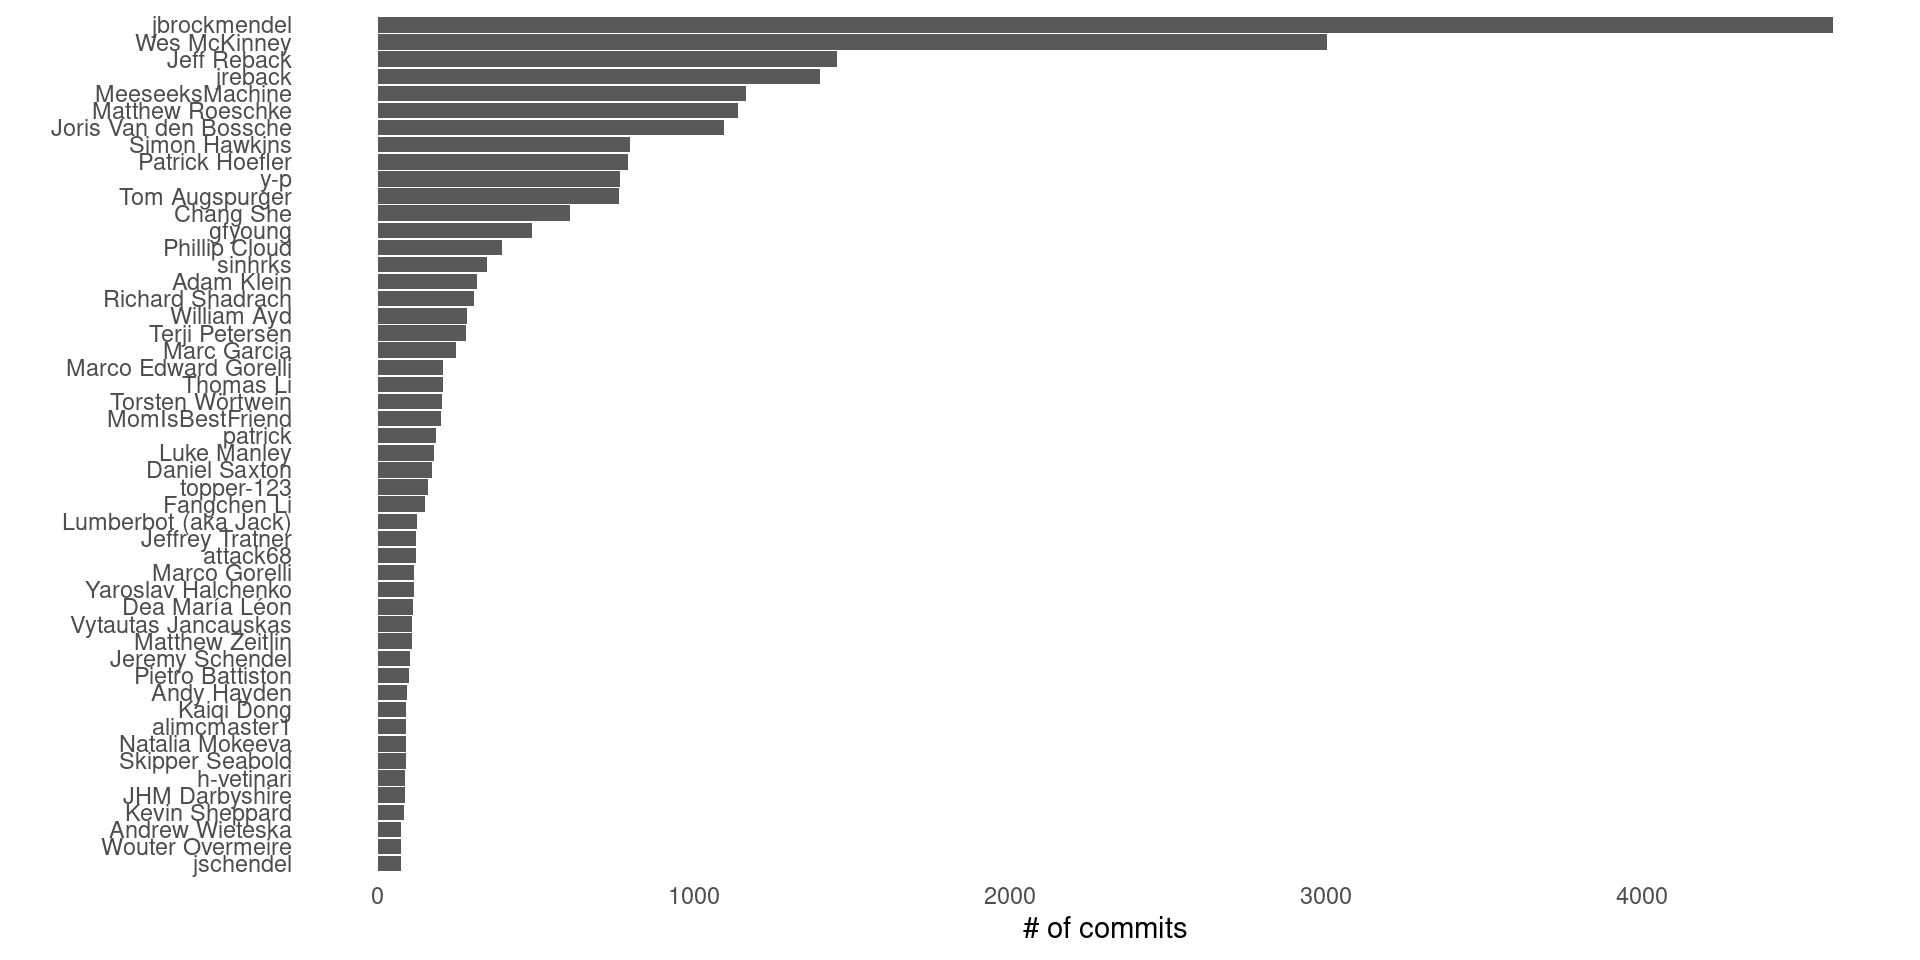 jbrockmendel
Wes McKinney
Jeff Reback
jreback
MeeseeksMachine
Matthew Roeschke
Joris Van den Bossche
Simon Hawkins
Patrick Hoefler
y-p
Tom Augspurger
Chang She
gfyoung
Phillip Cloud
sinhrks
Adam Klein
Richard Shadrach
William Ayd
Terji Petersen
Marc Garcia
Marco Edward Gorelli
Thomas Li
Torsten Wörtwein
MomIsBestFriend
patrick
Luke Manley
Daniel Saxton
topper-123
Fangchen Li
Lumberbot (aka Jack)
Jeffrey Tratner
attack68
Marco Gorelli
Yaroslav Halchenko
Dea María Léon
Vytautas Jancauskas
Matthew Zeitlin
Jeremy Schendel
Pietro Battiston
Andy Hayden
Kaiqi Dong
alimcmaster1
Natalia Mokeeva
Skipper Seabold
h-vetinari
JHM Darbyshire
Kevin Sheppard
Andrew Wieteska
Wouter Overmeire
jschendel
0 1000 2000 3000 4000
# of commits